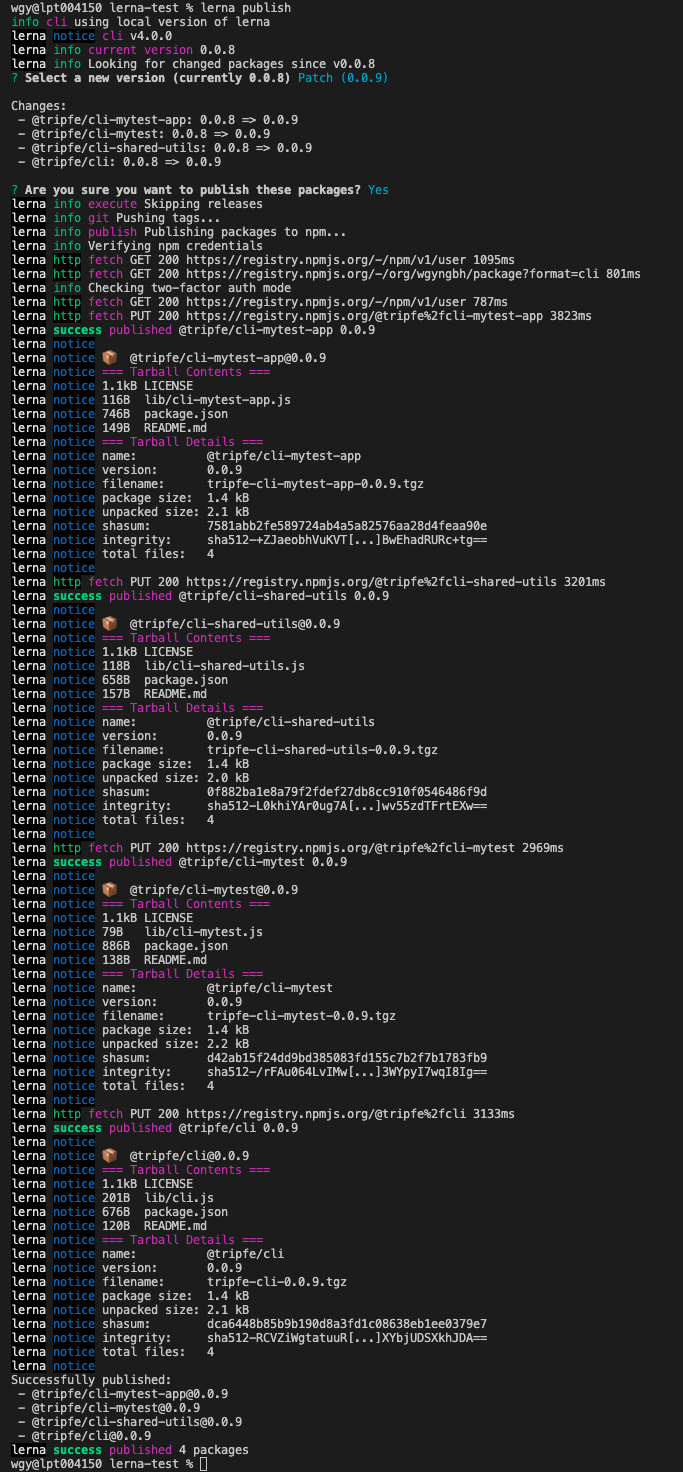 wgy@lpt004150 lerna-test % lerna publish
info cli using local version of lerna
lerna notice cli v4.0.0
lerna info current version 0.0.8
lerna info Looking for changed packages since v0.0.8
? Select a new version (currently 0.0.8) Patch (0.0.9)
Changes:
- @tripfe/cli-mytest-app: 0.0.8 => 0.0.9
- @tripfe/cli-mytest: 0.0.8 => 0.0.9
- @tripfe/cli-shared-utils: 0.0.8 => 0.0.9
- @tripfe/cli: 0.0.8 => 0.0.9
? Are you sure you want to publish these packages? Yes
lerna info execute Skipping releases
lerna info git Pushing tags...
lerna info publish Publishing packages to npm...
lerna info Verifying npm credentials
lerna http fetch GET 200 https://registry.npmjs.org/-/npm/v1/user 1095ms
lerna http fetch GET 200 https://registry.npmjs.org/-/org/wgyngbh/package?format=cli 801ms
lerna info Checking two-factor auth mode
lerna http fetch GET 200 https://registry.npmjs.org/-/npm/v1/user 787ms
lerna http fetch PUT 200 https://registry.npmjs.org/@tripfe%2fcli-mytest-app 3823ms
lerna success published @tripfe/cli-mytest-app 0.0.9
lerna notice
lerna notice 📦 @tripfe/cli-mytest-app@0.0.9
lerna notice === Tarball Contents ===
lerna notice 1.1kB LICENSE
lerna notice 116B lib/cli-mytest-app.js
lerna notice 746B package.json
lerna notice 149B README.md
lerna notice === Tarball Details ===
lerna notice name: @tripfe/cli-mytest-app
lerna notice version: 0.0.9
lerna notice filename: tripfe-cli-mytest-app-0.0.9.tgz
lerna notice package size: 1.4 kB
lerna notice unpacked size: 2.1 kB
lerna notice shasum: 7581abb2fe589724ab4a5a82576aa28d4feaa90e
lerna notice integrity: sha512-+ZJaeobhVuKVT[...]BwEhadRURc+tg==
lerna notice total files: 4
lerna notice
lerna http fetch PUT 200 https://registry.npmjs.org/@tripfe%2fcli-shared-utils 3201ms
lerna success published @tripfe/cli-shared-utils 0.0.9
lerna notice
lerna notice 📦 @tripfe/cli-shared-utils@0.0.9
lerna notice === Tarball Contents ===
lerna notice 1.1kB LICENSE
lerna notice 118B lib/cli-shared-utils.js
lerna notice 658B package.json
lerna notice 157B README.md
lerna notice === Tarball Details ===
lerna notice name: @tripfe/cli-shared-utils
lerna notice version: 0.0.9
lerna notice filename: tripfe-cli-shared-utils-0.0.9.tgz
lerna notice package size: 1.4 kB
lerna notice unpacked size: 2.0 kB
lerna notice shasum: 0f882ba1e8a79f2fdef27db8cc910f0546486f9d
lerna notice integrity: sha512-L0khiYAr0ug7A[...]wv55zdTFrtEXw==
lerna notice total files: 4
lerna notice
lerna http fetch PUT 200 https://registry.npmjs.org/@tripfe%2fcli-mytest 2969ms
lerna success published @tripfe/cli-mytest 0.0.9
lerna notice
lerna notice 📦 @tripfe/cli-mytest@0.0.9
lerna notice === Tarball Contents ===
lerna notice 1.1kB LICENSE
lerna notice 79B lib/cli-mytest.js
lerna notice 886B package.json
lerna notice 138B README.md
lerna notice === Tarball Details ===
lerna notice name: @tripfe/cli-mytest
lerna notice version: 0.0.9
lerna notice filename: tripfe-cli-mytest-0.0.9.tgz
lerna notice package size: 1.4 kB
lerna notice unpacked size: 2.2 kB
lerna notice shasum: d42ab15f24dd9bd385083fd155c7b2f7b1783fb9
lerna notice integrity: sha512-/rFAu064LvIMw[...]3WYpyI7wqI8Ig==
lerna notice total files: 4
lerna notice
lerna http fetch PUT 200 https://registry.npmjs.org/@tripfe%2fcli 3133ms
lerna success published @tripfe/cli 0.0.9
lerna notice
lerna notice 📦 @tripfe/cli@0.0.9
lerna notice === Tarball Contents ===
lerna notice 1.1kB LICENSE
lerna notice 201B lib/cli.js
lerna notice 676B package.json
lerna notice 120B README.md
lerna notice === Tarball Details ===
lerna notice name: @tripfe/cli
lerna notice version: 0.0.9
lerna notice filename: tripfe-cli-0.0.9.tgz
lerna notice package size: 1.4 kB
lerna notice unpacked size: 2.1 kB
lerna notice shasum: dca6448b85b9b190d8a3fd1c08638eb1ee0379e7
lerna notice integrity: sha512-RCVZiWgtatuuR[...]XYbjUDSXkhJDA==
lerna notice total files: 4
lerna notice
Successfully published:
- @tripfe/cli-mytest-app@0.0.9
- @tripfe/cli-mytest@0.0.9
- @tripfe/cli-shared-utils@0.0.9
- @tripfe/cli@0.0.9
lerna success published 4 packages
wgy@lpt004150 lerna-test %